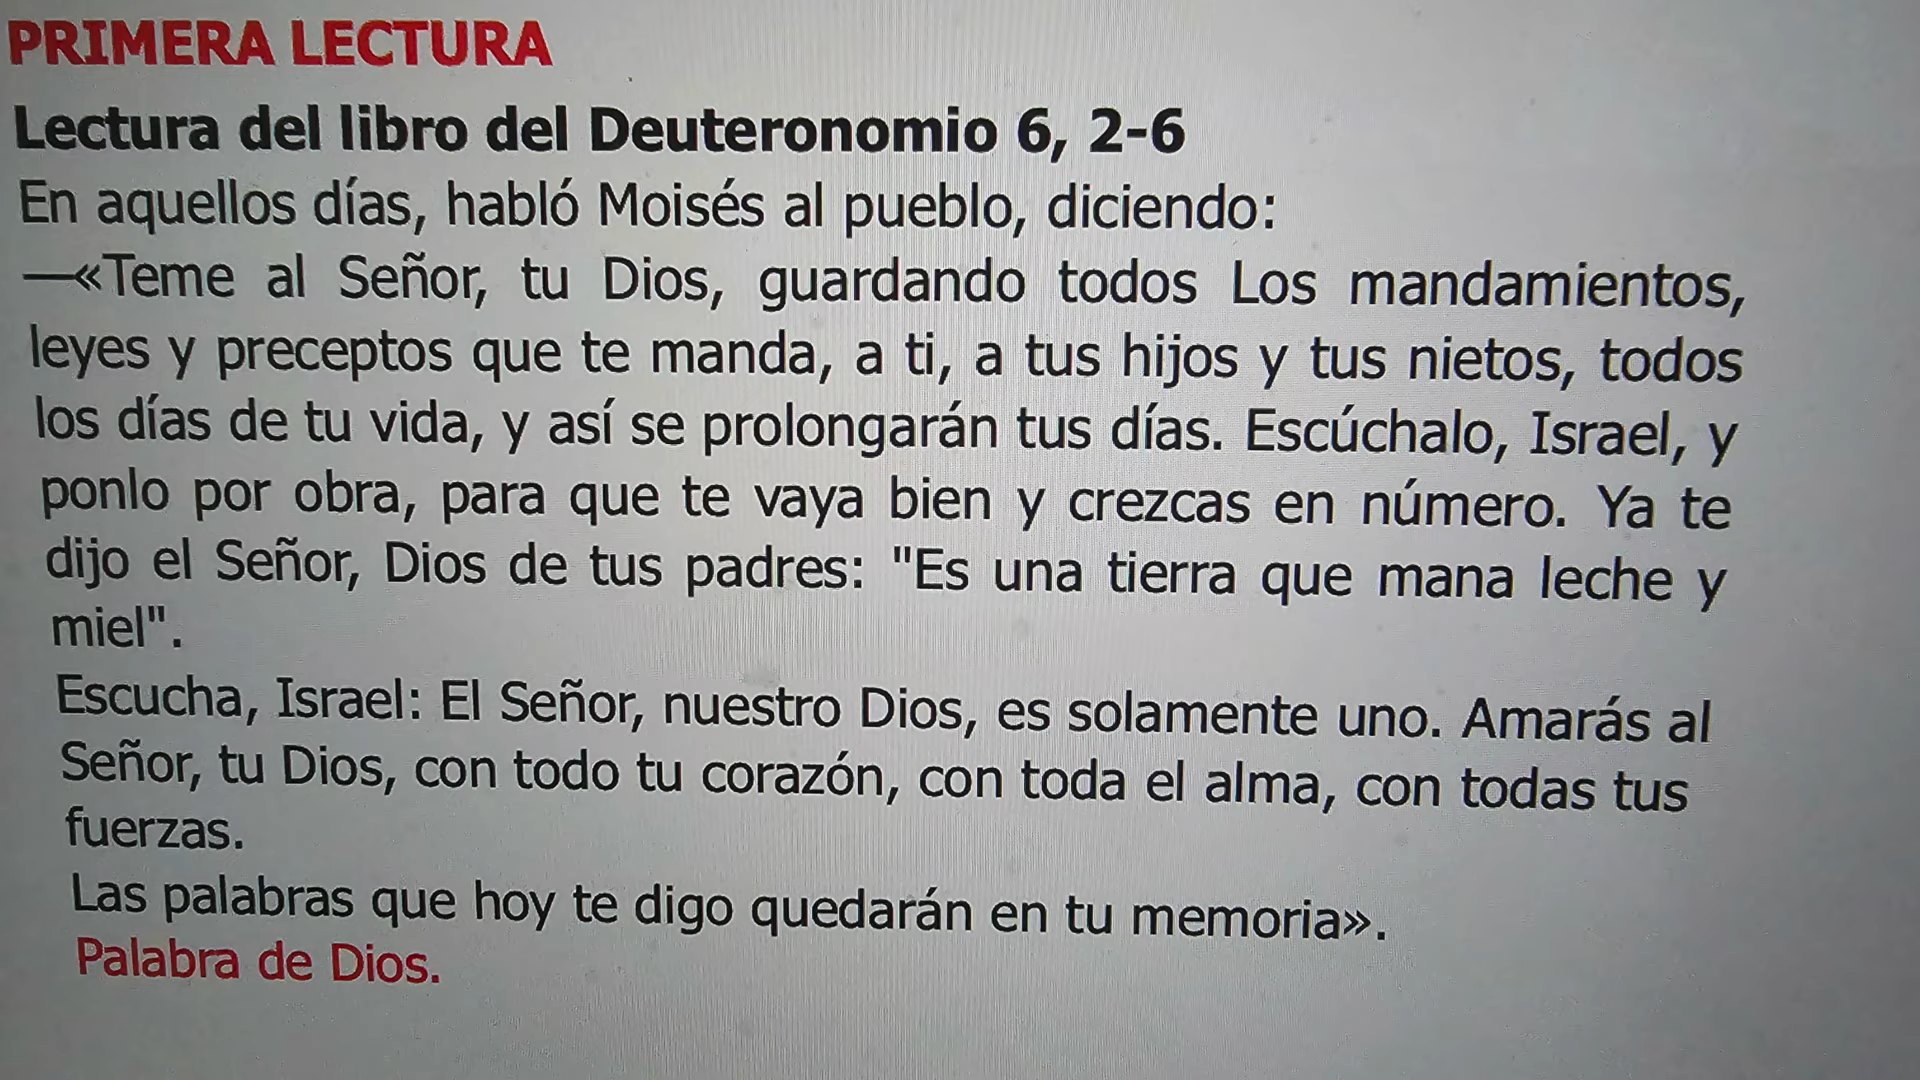 PRIMERA LECTURA
Lectura del libro del Deuteronomio 6, 2-6
En aquellos días, habló Moisés al pueblo, diciendo:
—«Teme al Señor, tu Dios, guardando todos Los mandamientos,
leyes y preceptos que te manda, a ti, a tus hijos y tus nietos, todos
los días de tu vida, y así se prolongarán tus días. Escúchalo, Israel, y
ponlo por obra, para que te vaya bien y crezcas en número. Ya te
dijo el Señor, Dios de tus padres: "Es una tierra que mana leche y
miel".
Escucha, Israel: El Señor, nuestro Dios, es solamente uno. Amarás al
Señor, tu Dios, con todo tu corazón, con toda el alma, con todas tus
fuerzas.
Las palabras que hoy te digo quedarán en tu memoria».
Palabra de Dios.